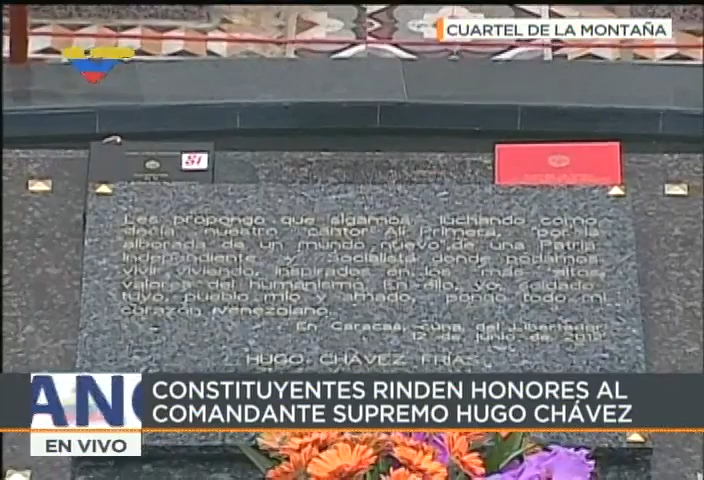 CUARTEL DE LA MONTAÑA
Sí
Les propongo que sigamos luchando como
decía nuestro "cantor" Alí Primera, "por la
alborada de un mundo nuevo", de una Patria
Independiente y Socialista donde podamos
vivir viviendo, inspirados en los más altos
valores del humanismo. En ello, yo, soldado
tuyo, pueblo mío y amado, pongo todo mi
corazón Venezolano.
En Caracas, cuna del Libertador
12 de junio de 2012
HUGO CHÁVEZ FRÍAS
CONSTITUYENTES RINDEN HONORES AL
COMANDANTE SUPREMO HUGO CHÁVEZ
EN VIVO